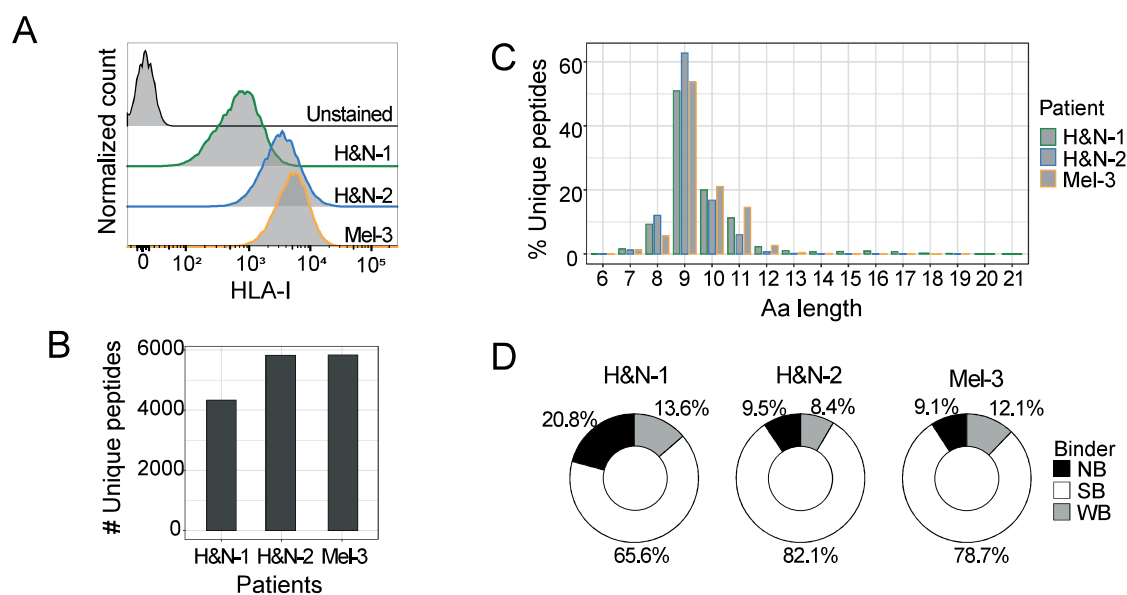 A
Normalized count
Unstained
H&N-1
H&N-2
Mel-3
0 10² 10³ 10⁴ 10⁵
HLA-I
B
# Unique peptides
6000
4000
2000
0
H&N-1 H&N-2 Mel-3
Patients
C
% Unique peptides
60
40
20
0
6 7 8 9 10 11 12 13 14 15 16 17 18 19 20 21
Aa length
Patient
H&N-1
H&N-2
Mel-3
D
H&N-1 H&N-2 Mel-3
20.8% 13.6% 9.5% 8.4% 9.1% 12.1%
65.6% 82.1% 78.7%
Binder
NB
SB
WB